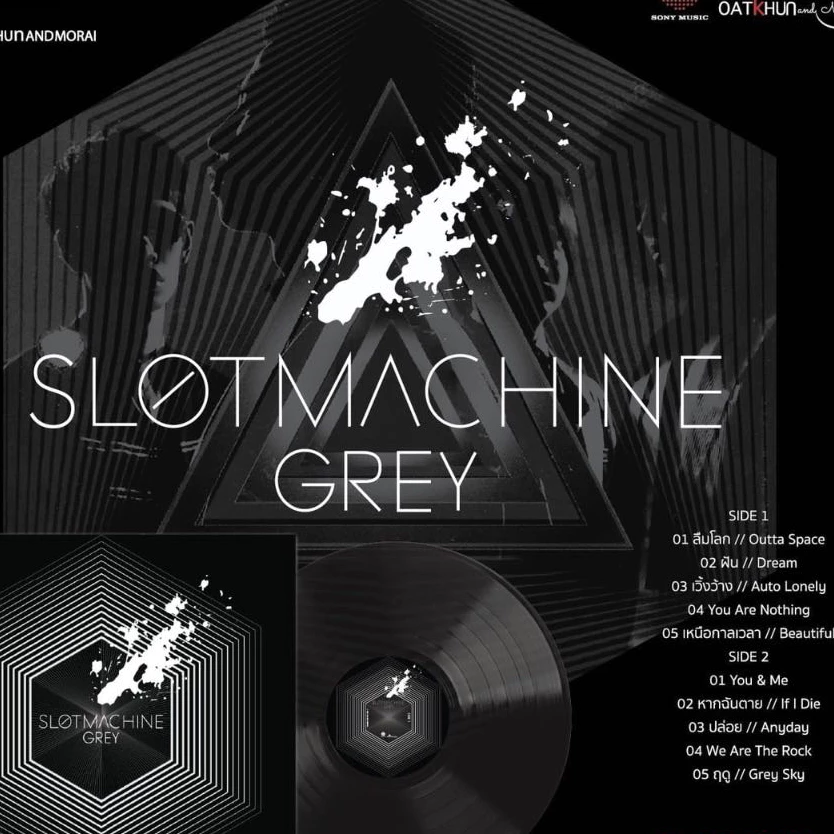 HUN AND MORAI
SONY MUSIC
OATKHUN and
SLØTMACHINE
GREY
SIDE 1
01 ลืมโลก // Outta Space
02 ฝัน // Dream
03 เวิ้งว้าง // Auto Lonely
04 You Are Nothing
05 เหนือกาลเวลา // Beautiful
SIDE 2
01 You & Me
02 หากฉันตาย // If I Die
03 ปล่อย // Anyday
04 We Are The Rock
05 ฤดู // Grey Sky
SLØTMACHINE
GREY